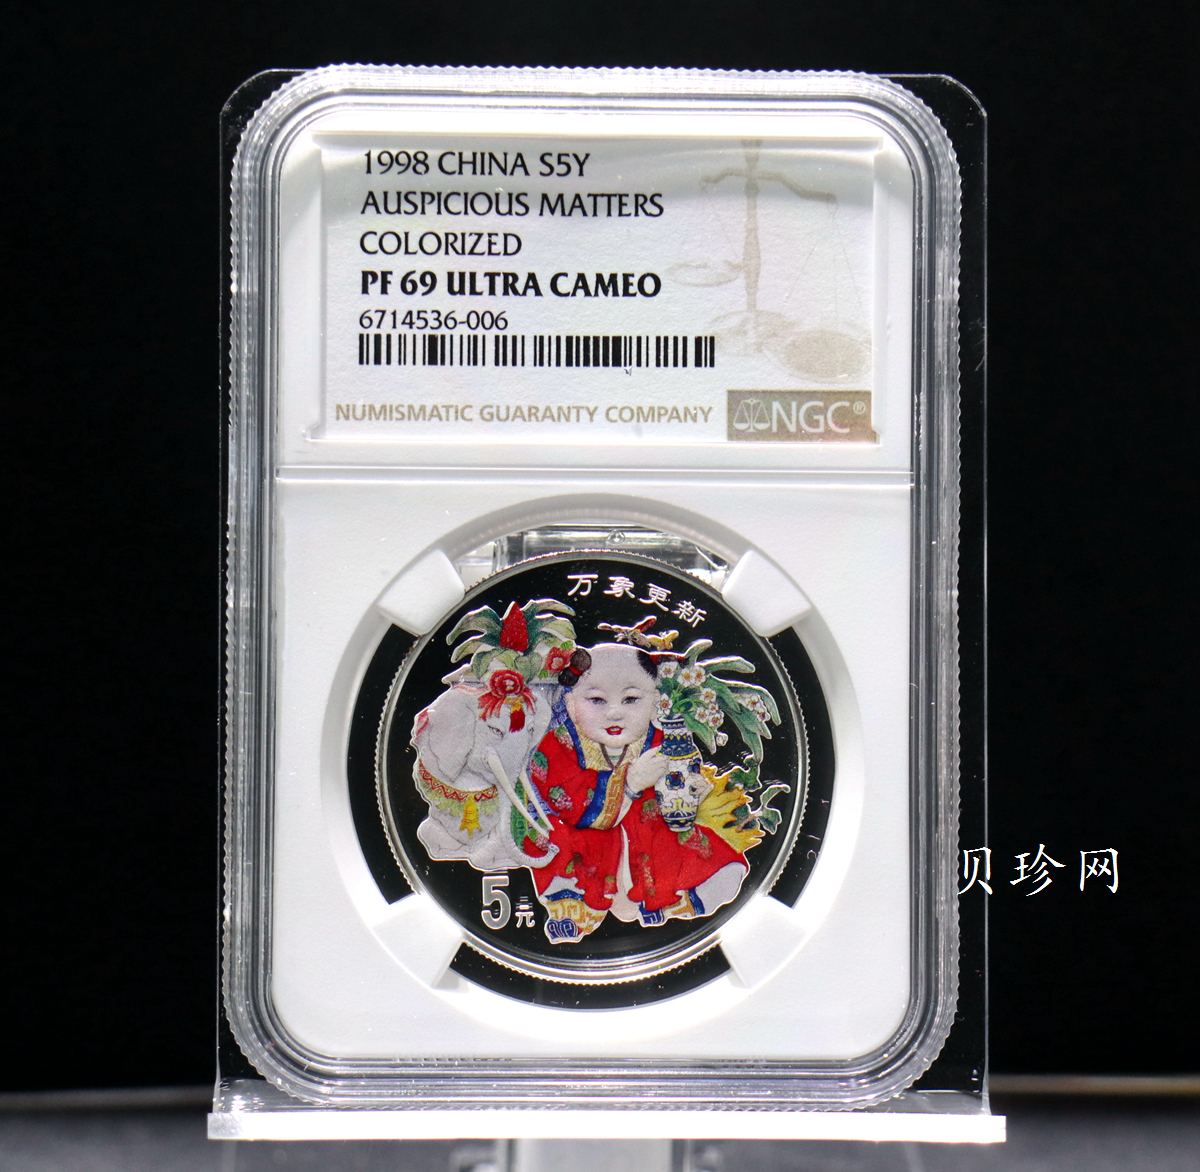 1998 CHINA S5Y
AUSPICIOUS MATTERS
COLORIZED
PF 69 ULTRA CAMEO
6714536-006
NUMISMATIC GUARANTY COMPANY
NGC®
万象更新
5元
贝珍网